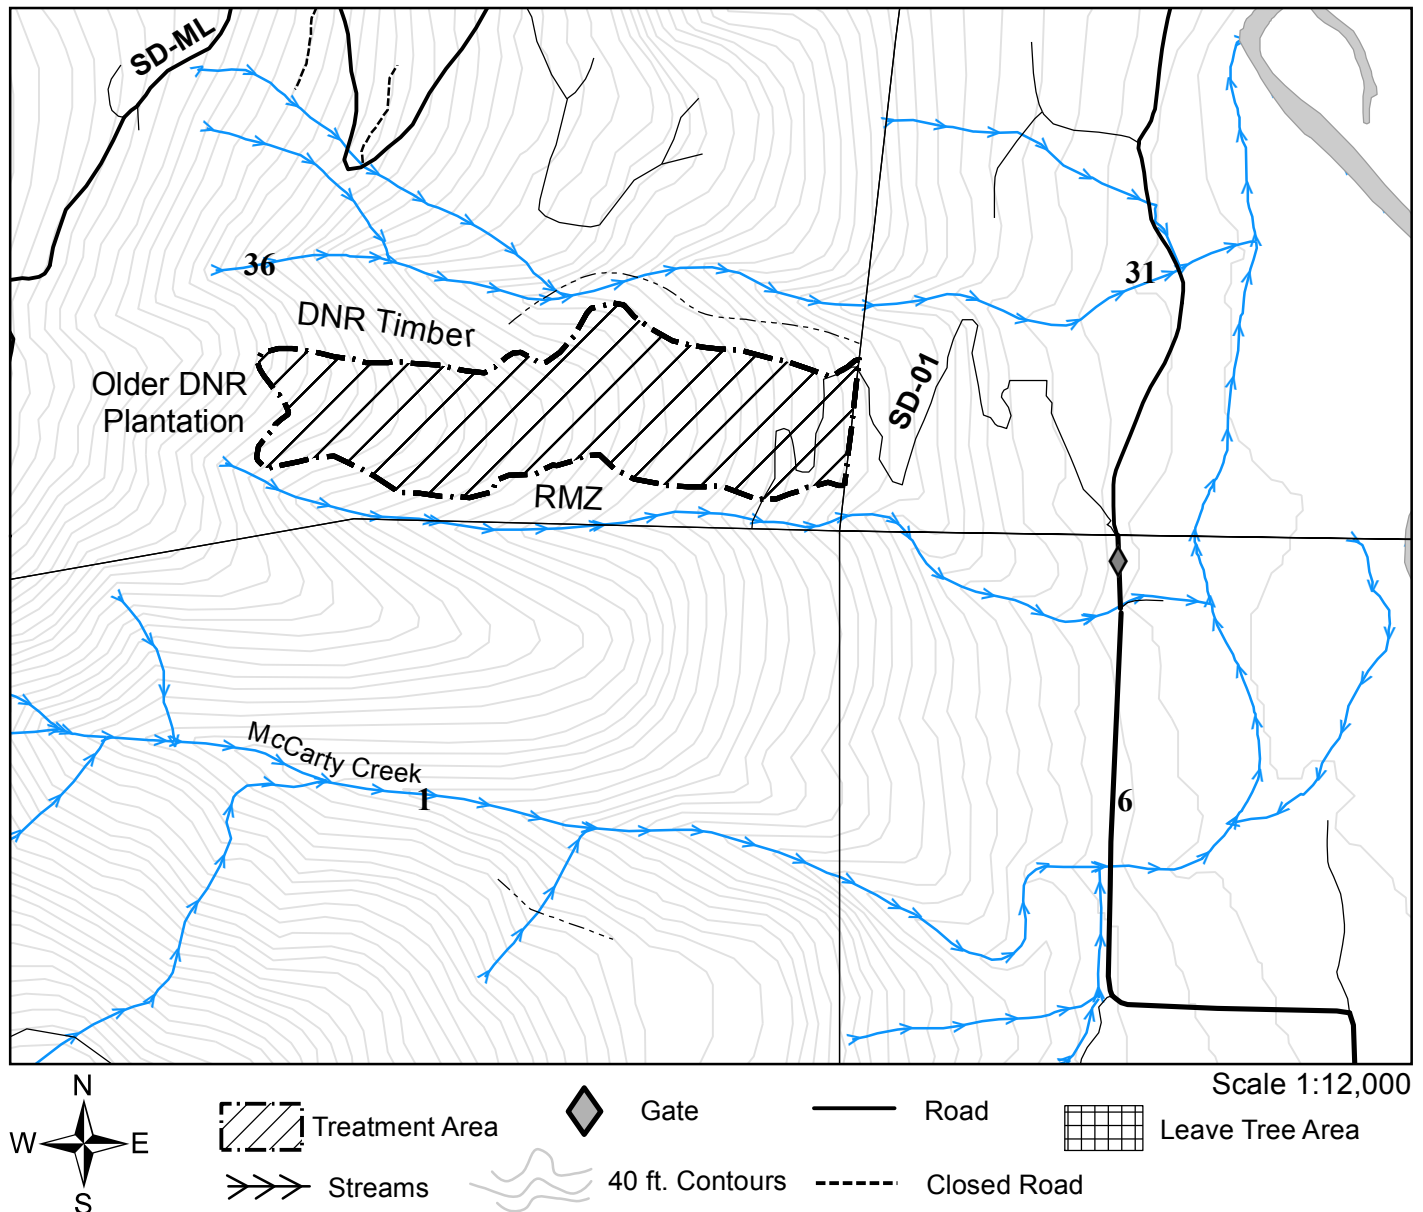 SD-ML
36
31
DNR Timber
Older DNR
Plantation
SD-01
RMZ
McCarty Creek
1
6
Scale 1:12,000
N
W
E
S
Treatment Area
Gate
Road
Leave Tree Area
Streams
40 ft. Contours
Closed Road